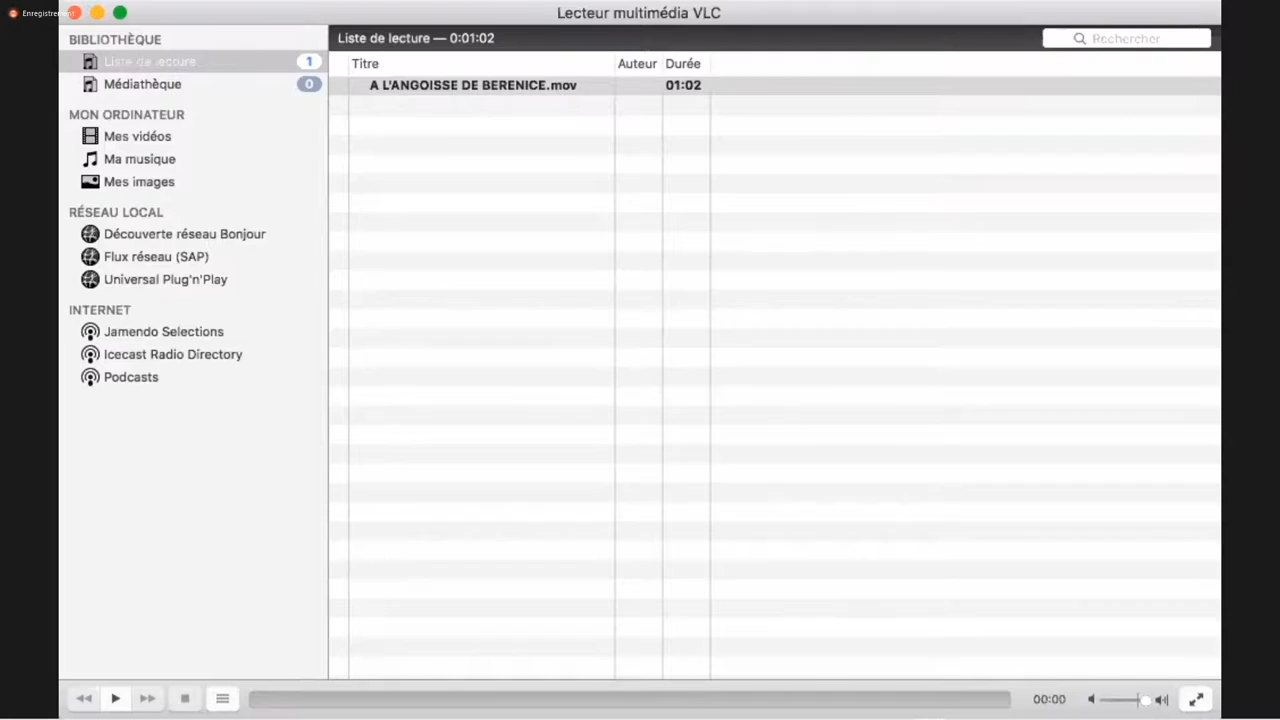 Enregistrement
Lecteur multimédia VLC
BIBLIOTHÈQUE
Liste de lecture
1
Médiathèque
0
MON ORDINATEUR
Mes vidéos
Ma musique
Mes images
RÉSEAU LOCAL
Découverte réseau Bonjour
Flux réseau (SAP)
Universal Plug'n'Play
INTERNET
Jamendo Selections
Icecast Radio Directory
Podcasts
Liste de lecture — 0:01:02
Rechercher
Titre Auteur Durée
A L'ANGOISSE DE BERENICE.mov 01:02
00:00